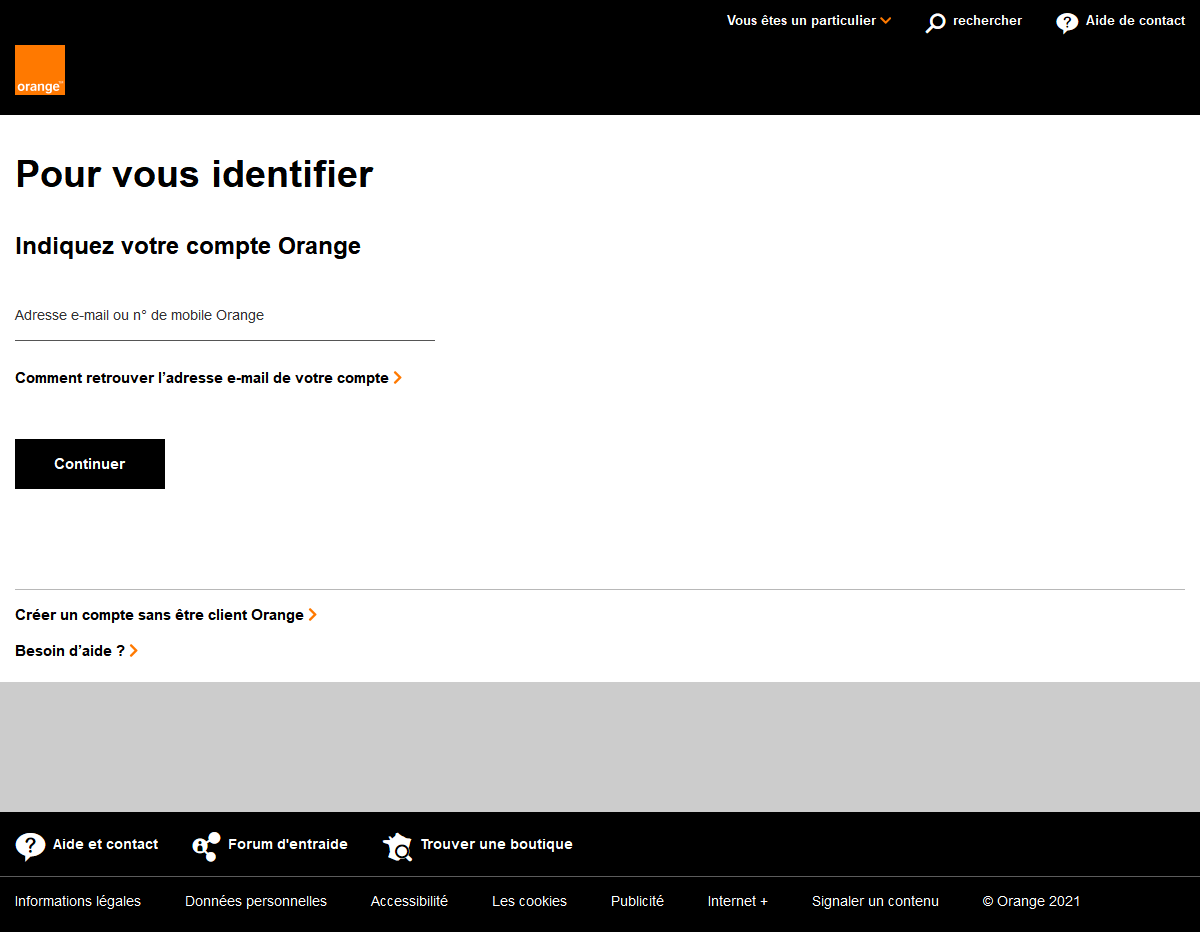 Vous êtes un particulier
rechercher
Aide de contact
orange™
Pour vous identifier
Indiquez votre compte Orange
Adresse e-mail ou n° de mobile Orange
Comment retrouver l’adresse e-mail de votre compte
Continuer
Créer un compte sans être client Orange
Besoin d’aide ?
Aide et contact
Forum d'entraide
Trouver une boutique
Informations légales
Données personnelles
Accessibilité
Les cookies
Publicité
Internet +
Signaler un contenu
© Orange 2021